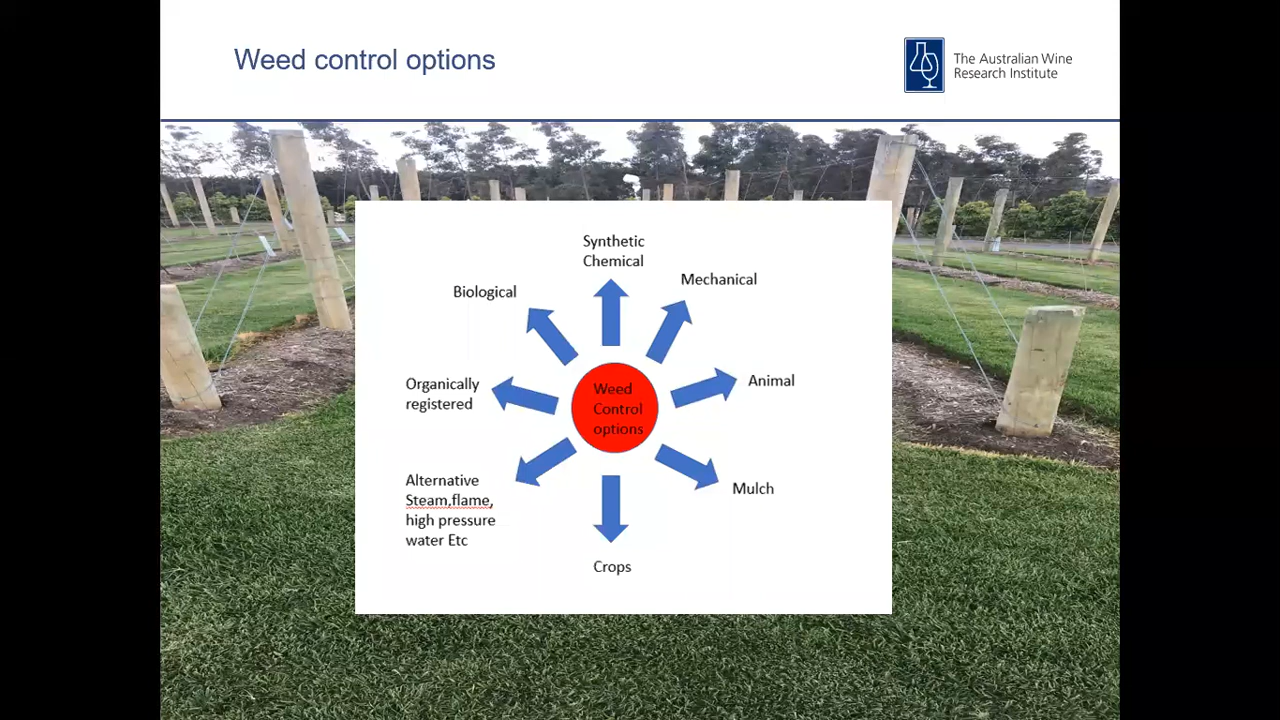 Weed control options
The Australian Wine
Research Institute
Synthetic
Chemical
Mechanical
Biological
Animal
Organically
registered
Weed
Control
options
Alternative
Steam,flame,
high pressure
water Etc
Mulch
Crops